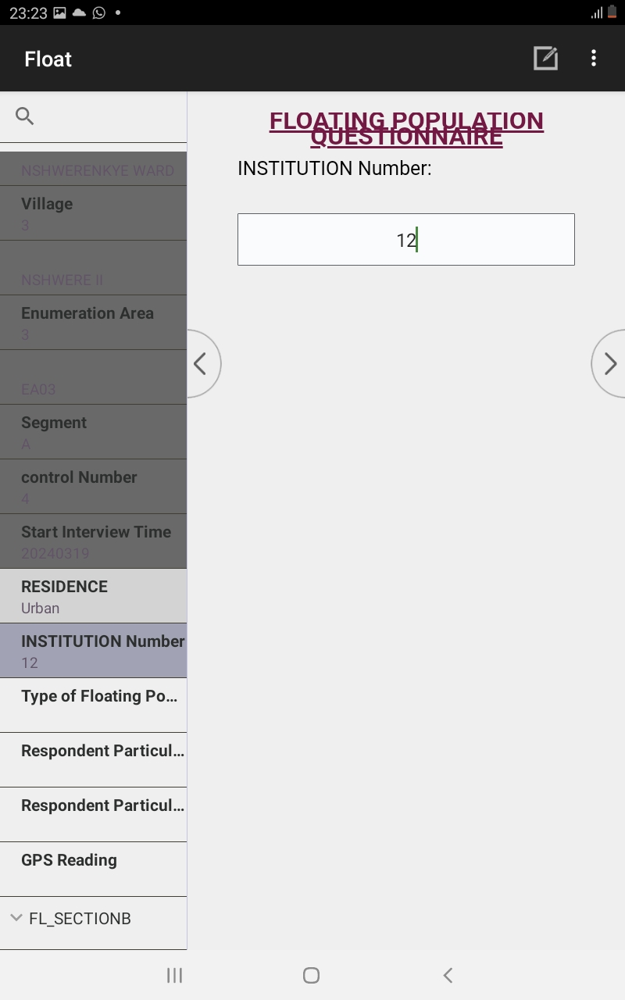 23:23
Float
NSHWERENKYE WARD
Village
3
NSHWERE II
Enumeration Area
3
EA03
Segment
A
control Number
4
Start Interview Time
20240319
RESIDENCE
Urban
INSTITUTION Number
12
Type of Floating Po...
Respondent Particul...
Respondent Particul...
GPS Reading
FL_SECTIONB
FLOATING POPULATION
QUESTIONNAIRE
INSTITUTION Number:
12